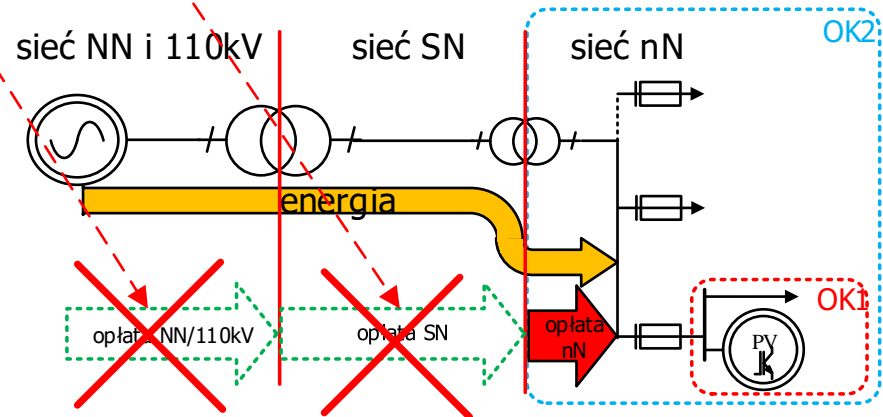 sieć NN i 110kV
sieć SN
sieć nN
OK2
energia
opłata NN/110kV
opłata SN
opłata
nN
OK1
PV